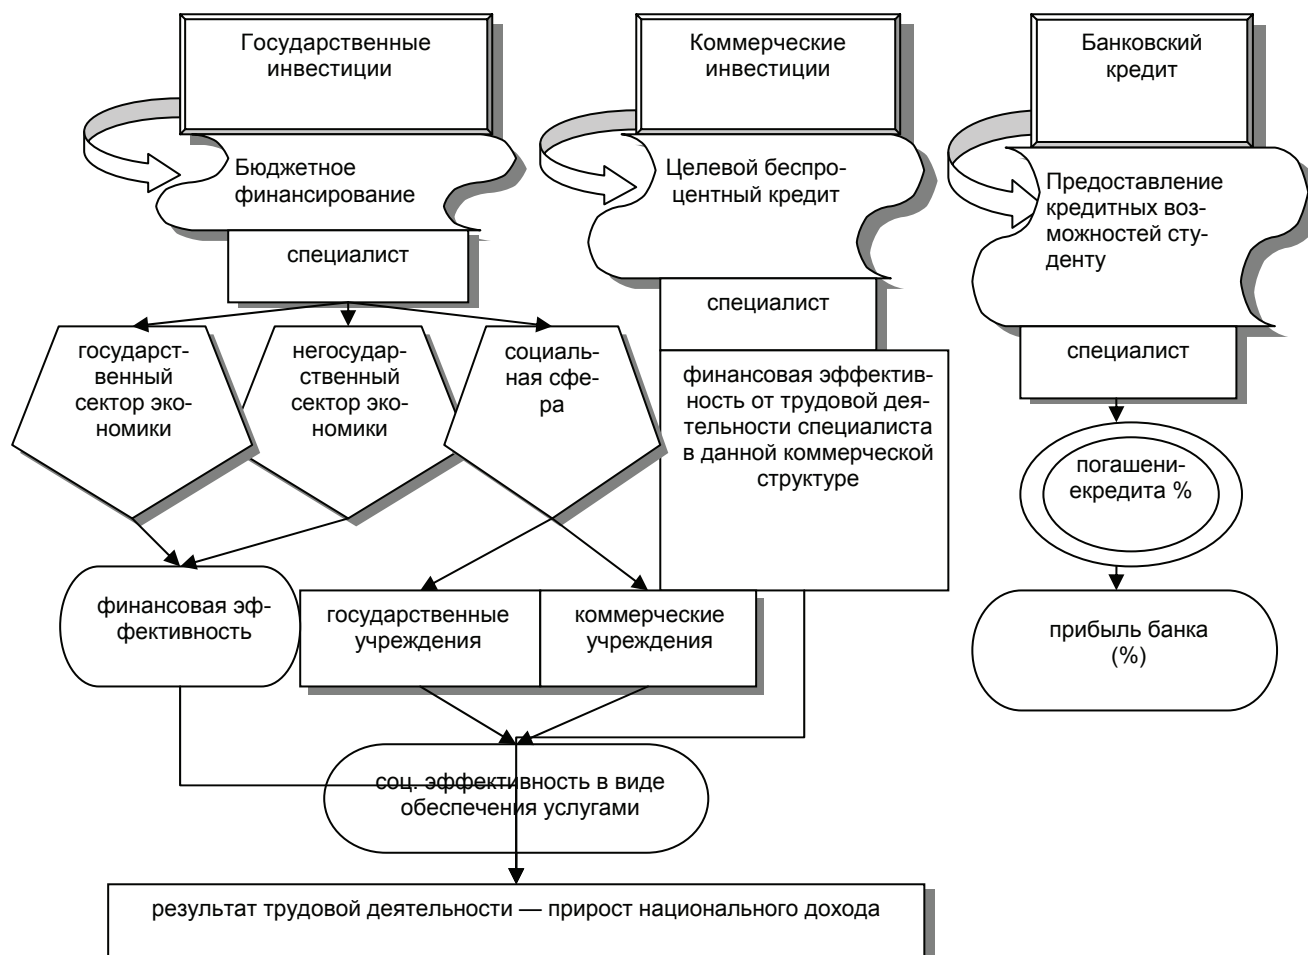 Государственные
инвестиции
Коммерческие
инвестиции
Банковский
кредит
Бюджетное
финансирование
Целевой беспро-
центный кредит
Предоставление
кредитных воз-
можностей сту-
денту
специалист
специалист
специалист
государст-
венный
сектор эко-
номики
негосудар-
ственный
сектор эко-
номики
социаль-
ная сфе-
ра
финансовая эффектив-
ность от трудовой дея-
тельности специалиста
в данной коммерческой
структуре
погашени-
екредита %
финансовая эф-
фективность
государственные
учреждения
коммерческие
учреждения
прибыль банка
(%)
соц. эффективность в виде
обеспечения услугами
результат трудовой деятельности — прирост национального дохода